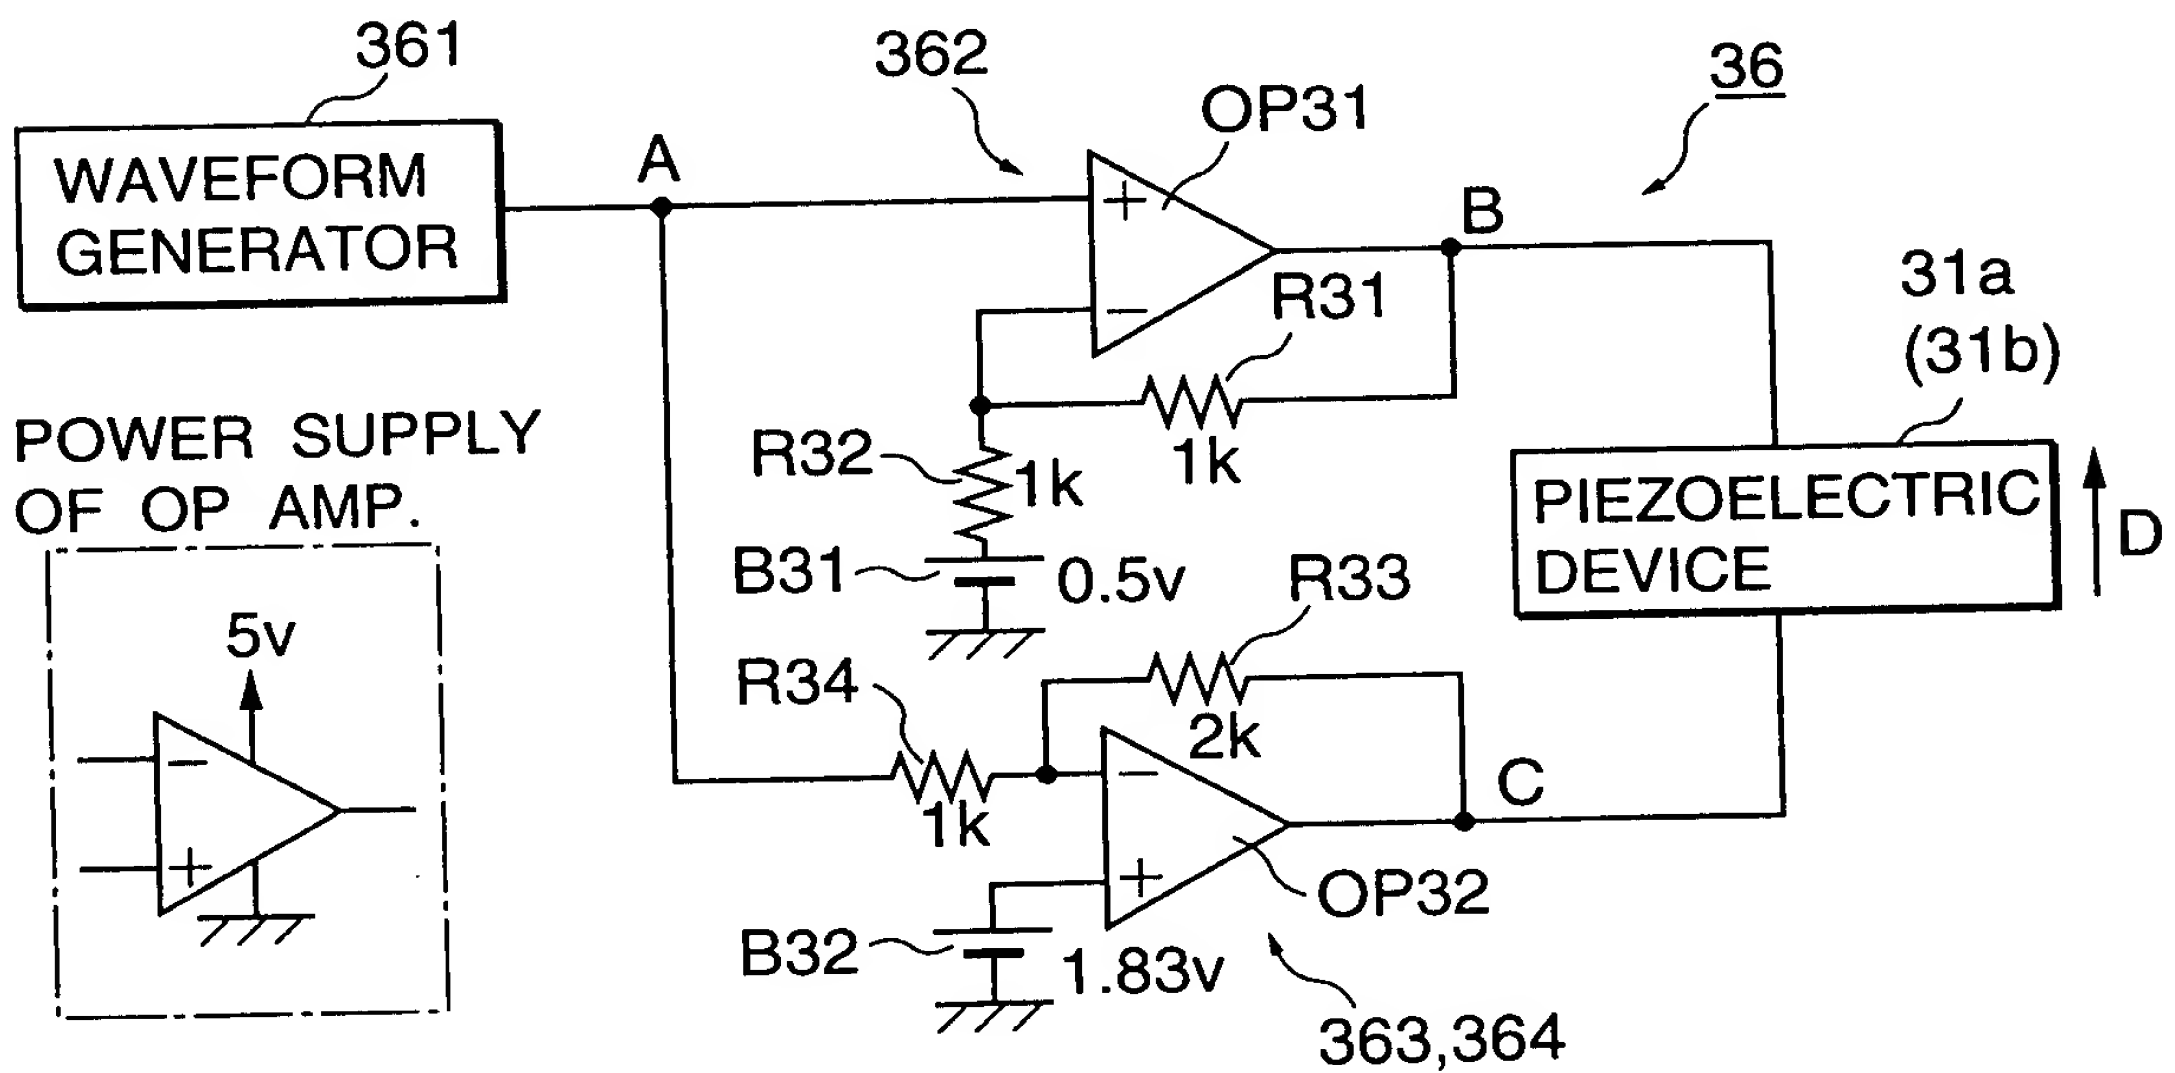 361
362
36
WAVEFORM
GENERATOR
A
OP31
+
−
B
R31
1k
R32
1k
B31
0.5v
31a
(31b)
PIEZOELECTRIC
DEVICE
D
POWER SUPPLY
OF OP AMP.
5v
−
+
R33
2k
R34
1k
−
+
C
OP32
B32
1.83v
363,364